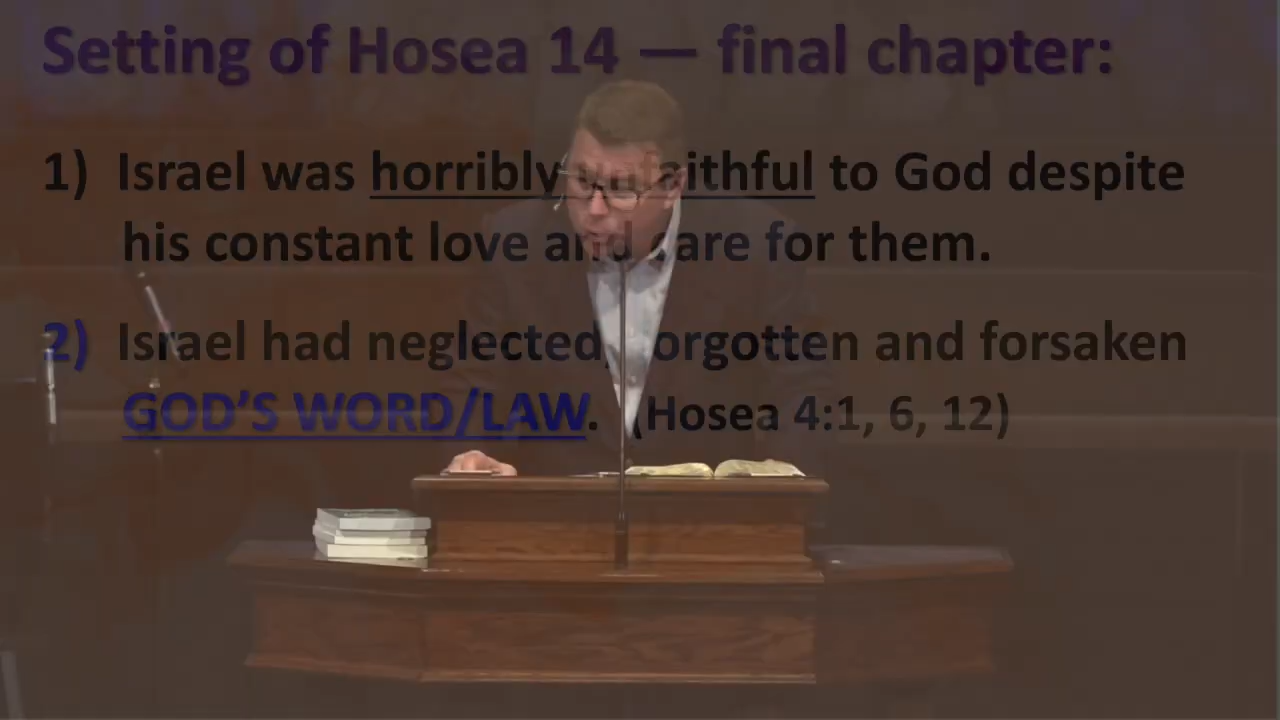 Setting of Hosea 14 — final chapter:
1) Israel was horribly unfaithful to God despite
his constant love and care for them.
2) Israel had neglected, forgotten and forsaken
GOD'S WORD/LAW. (Hosea 4:1, 6, 12)